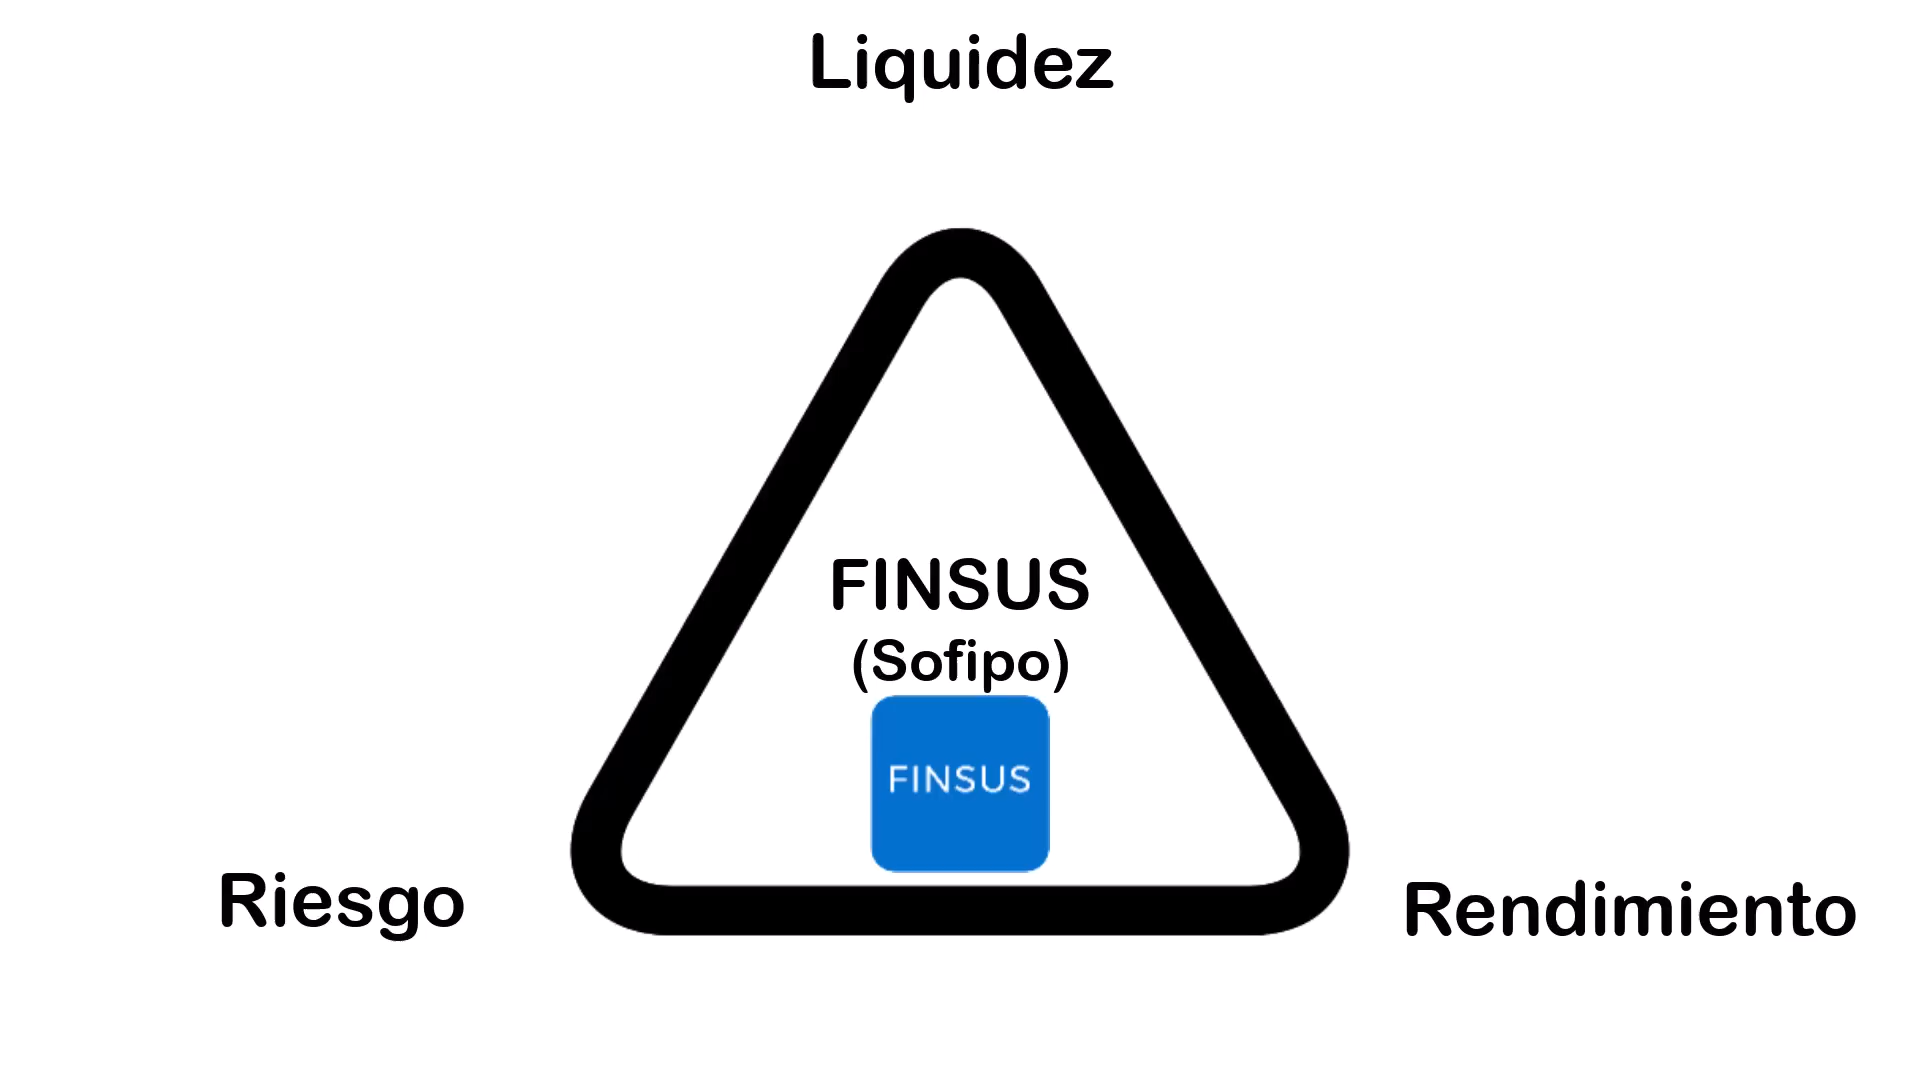 Liquidez
FINSUS
(Sofipo)
FINSUS
Riesgo
Rendimiento